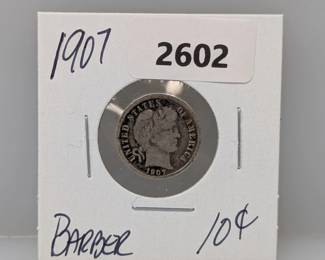 1907
2602
UNITED STATES OF AMERICA
1907
BARBER
10¢